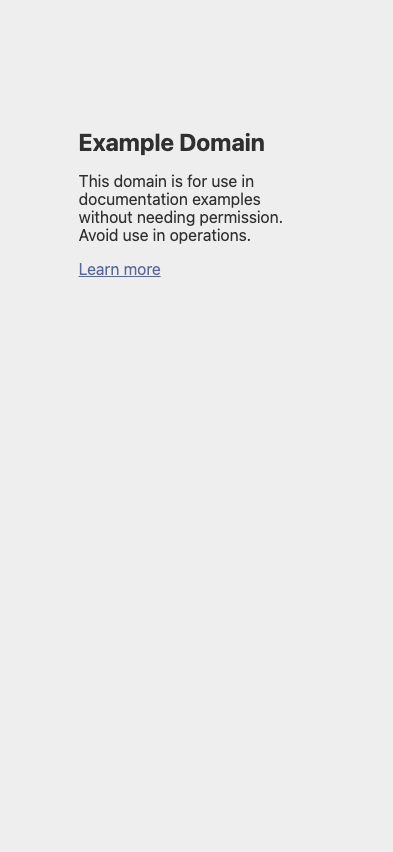 Example Domain
This domain is for use in
documentation examples
without needing permission.
Avoid use in operations.
Learn more